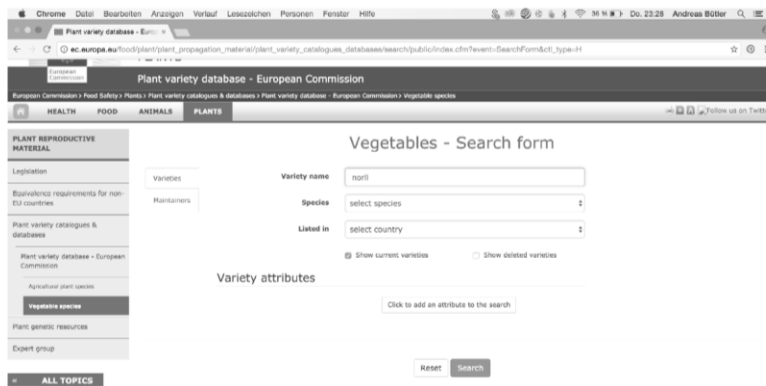 Chrome Datei Bearbeiten Anzeigen Verlauf Lesezeichen Personen Fenster Hilfe 36 % Do. 23:28 Andreas Bütler
Plant variety database - Euro
ec.europa.eu/food/plant/plant_propagation_material/plant_variety_catalogues_databases/search/public/index.cfm?event=SearchForm&ctl_type=H
European Commission
Plant variety database - European Commission
European Commission > Food Safety > Plants > Plant variety catalogues & databases > Plant variety database - European Commission > Vegetable species
HEALTH FOOD ANIMALS PLANTS Follow us on Twitt
PLANT REPRODUCTIVE
MATERIAL
Legislation
Equivalence requirements for non-
EU countries
Plant variety catalogues &
databases
Plant variety database - European
Commission
Agricultural plant species
Vegetable species
Plant genetic resources
Expert group
« ALL TOPICS
Vegetables - Search form
Varieties
Maintainers
Variety name norli
Species select species
Listed in select country
Show current varieties Show deleted varieties
Variety attributes
Click to add an attribute to the search
Reset Search